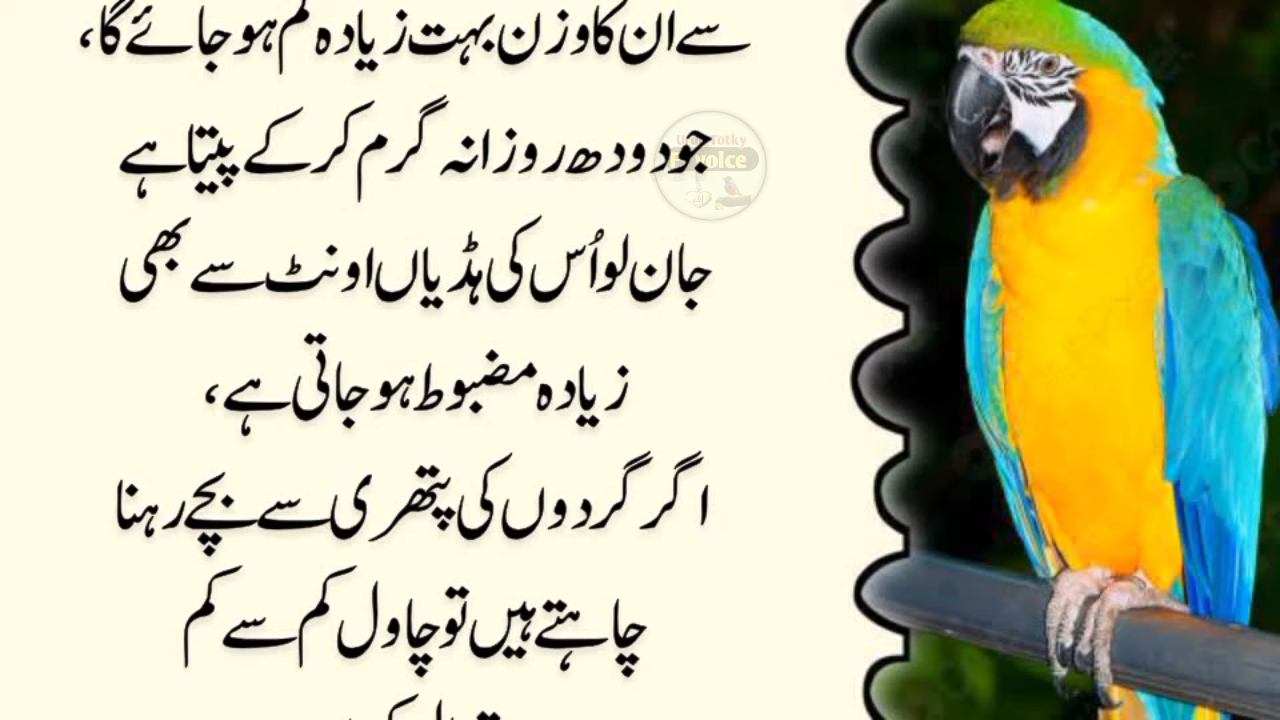 سے ان کا وزن بہت زیادہ کم ہو جائے گا،
جو دودھ روزانہ گرم کر کے پیتا ہے
جان لو اُس کی ہڈیاں اونٹ سے بھی
زیادہ مضبوط ہو جاتی ہے،
اگر گردوں کی پتھری سے بچے رہنا
چاہتے ہیں تو چاول کم سے کم